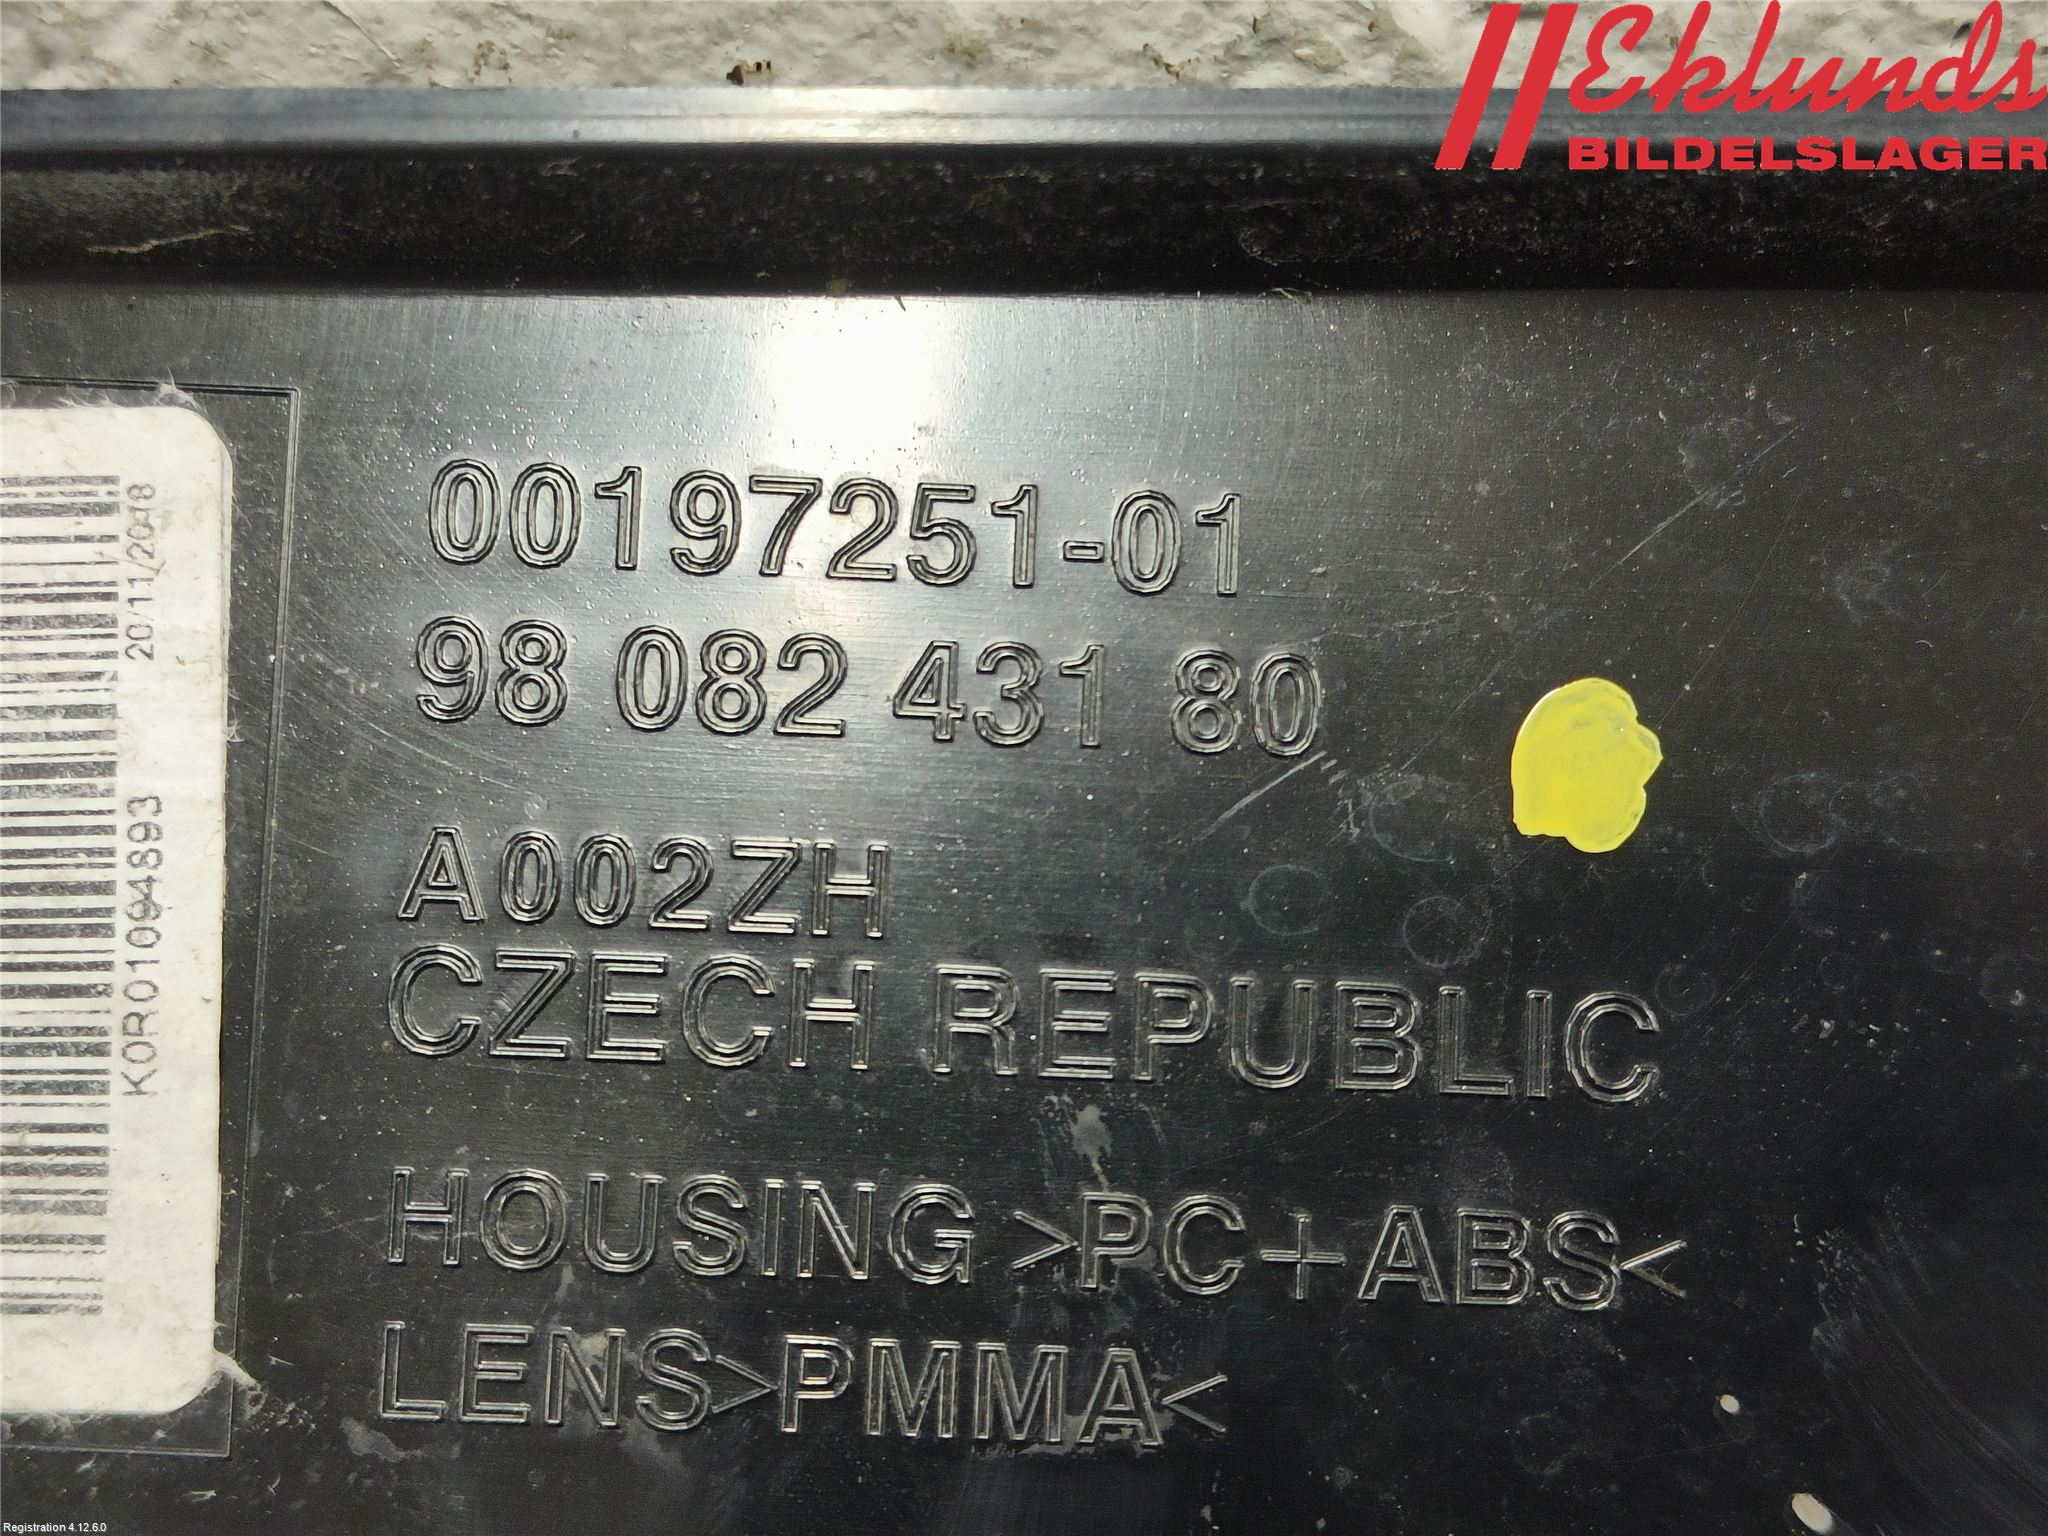 Eklunds
BILDELSLAGER
00197251-01
98 082 431 80
A002ZH
CZECH REPUBLIC
HOUSING >PC+ABS<
LENS>PMMA<
20/11/2018
K0R01094893
Registration 4.12.6.0